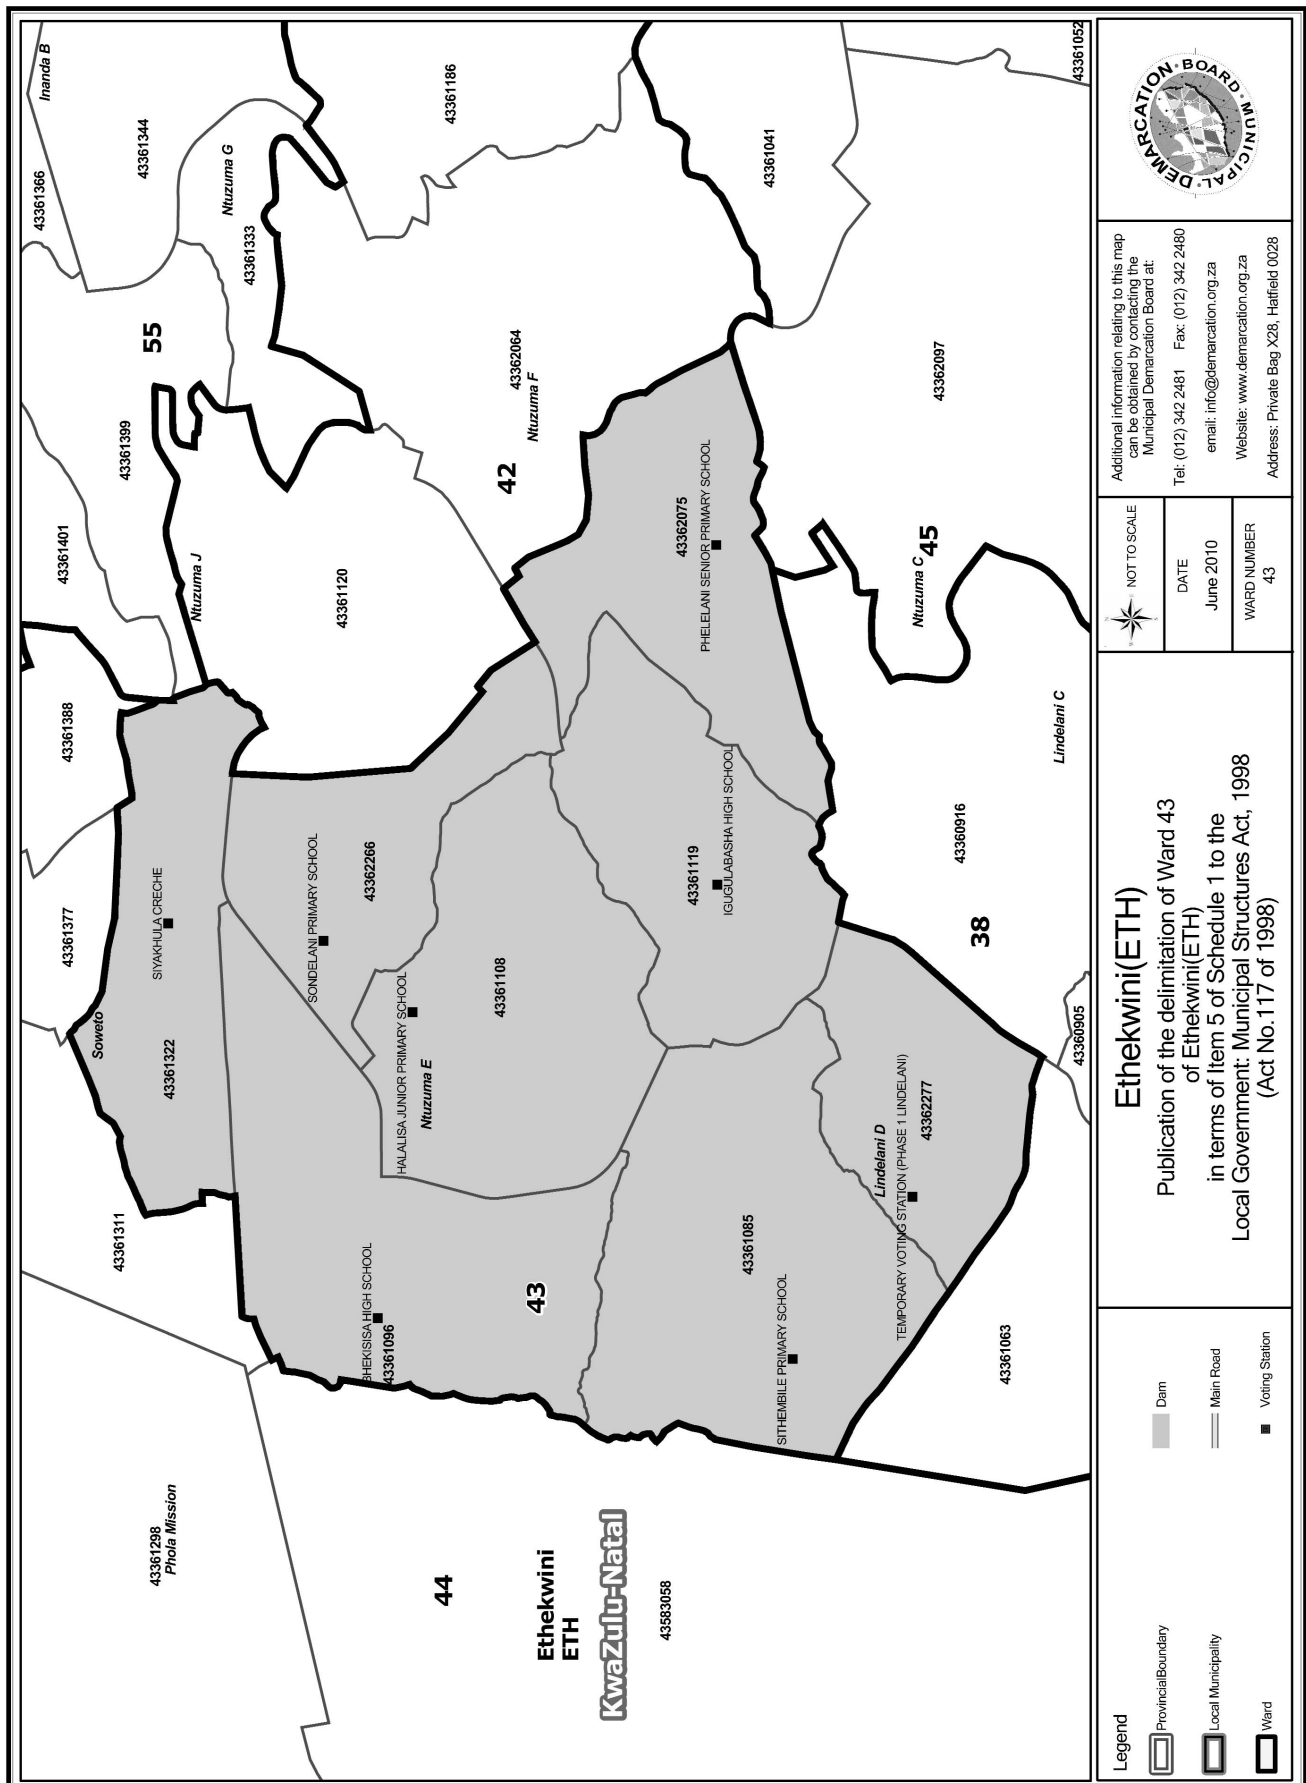 Inanda B
43361366
43361344
43361186
43361052
Ntuzuma G
43361333
43361041
55
43361399
43361401
43362064
Ntuzuma F
43362097
42
Ntuzuma J
43361120
43362075
PHELELANI SENIOR PRIMARY SCHOOL
45
Ntuzuma C
43361388
Lindelani C
43361377
SIYAKHULA CRECHE
SONDELANI PRIMARY SCHOOL
43362266
43361119
IGUGULABASHA HIGH SCHOOL
43360916
38
Soweto
43361322
HALALISA JUNIOR PRIMARY SCHOOL
43361108
Ntuzuma E
43360905
43361311
Lindelani D
43362277
TEMPORARY VOTING STATION (PHASE 1 LINDELANI)
BHEKISISA HIGH SCHOOL
43361096
43
43361085
SITHEMBILE PRIMARY SCHOOL
43361063
43361298
Phola Mission
44
Ethekwini
ETH
KwaZulu-Natal
43583058
Legend
ProvincialBoundary
Local Municipality
Ward
Dam
Main Road
Voting Station
Ethekwini(ETH)
Publication of the delimitation of Ward 43
of Ethekwini(ETH)
in terms of Item 5 of Schedule 1 to the
Local Government: Municipal Structures Act, 1998
(Act No.117 of 1998)
N
S
NOT TO SCALE
DATE
June 2010
WARD NUMBER
43
Additional information relating to this map
can be obtained by contacting the
Municipal Demarcation Board at:
Tel: (012) 342 2481 Fax: (012) 342 2480
email: info@demarcation.org.za
Website: www.demarcation.org.za
Address: Private Bag X28, Hatfield 0028
MUNICIPAL • DEMARCATION • BOARD •